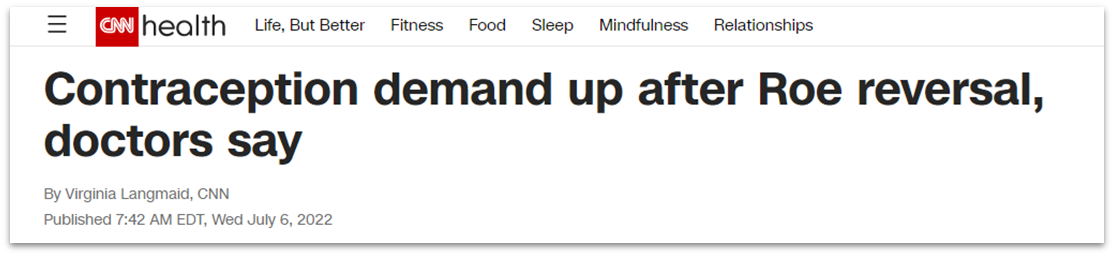 CNN health Life, But Better Fitness Food Sleep Mindfulness Relationships
Contraception demand up after Roe reversal,
doctors say
By Virginia Langmaid, CNN
Published 7:42 AM EDT, Wed July 6, 2022